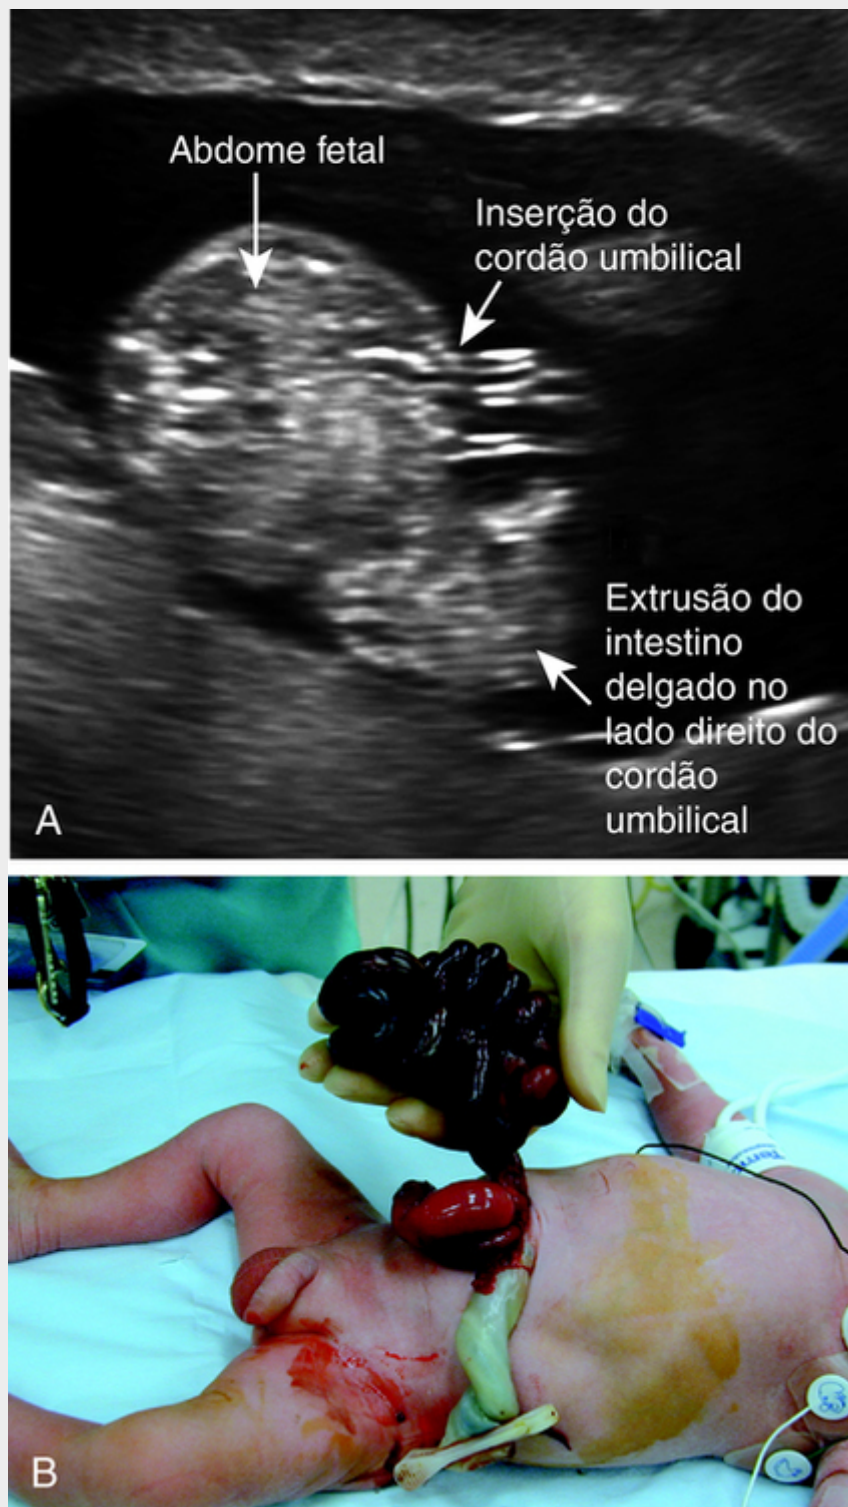 Abdome fetal
Inserção do
cordão umbilical
Extrusão do
intestino
delgado no
lado direito do
cordão
umbilical
A
B